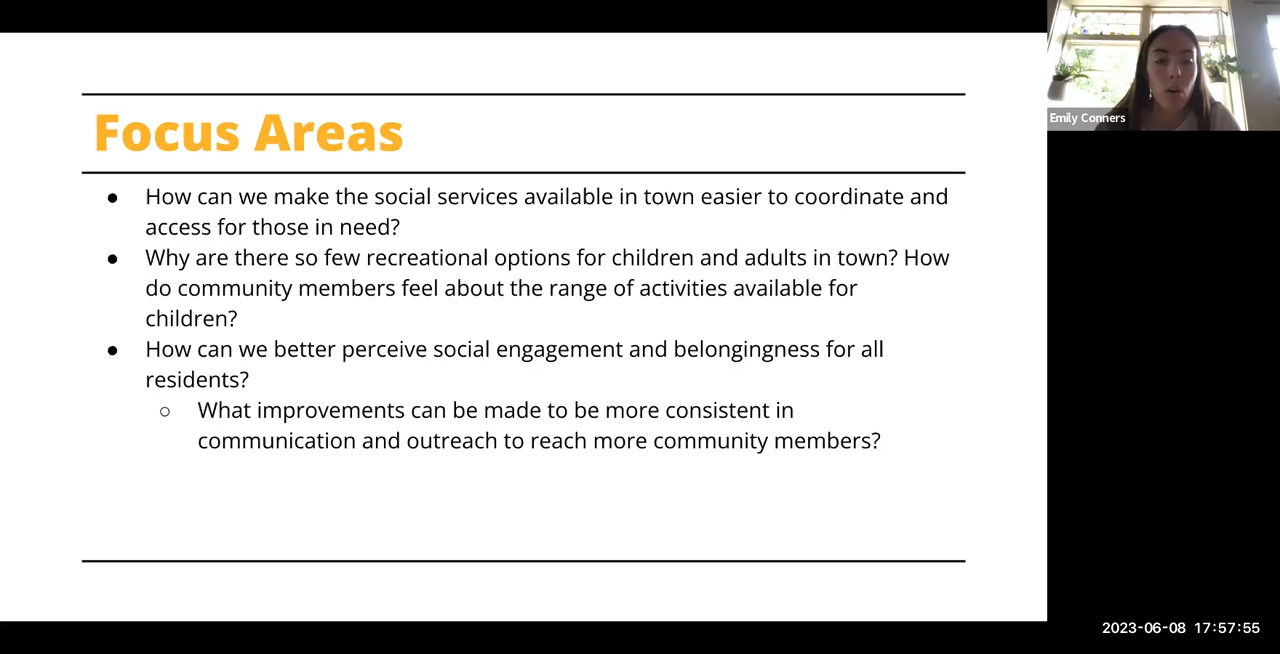 Focus Areas
● How can we make the social services available in town easier to coordinate and
access for those in need?
● Why are there so few recreational options for children and adults in town? How
do community members feel about the range of activities available for
children?
● How can we better perceive social engagement and belongingness for all
residents?
○ What improvements can be made to be more consistent in
communication and outreach to reach more community members?
Emily Conners
2023-06-08 17:57:55